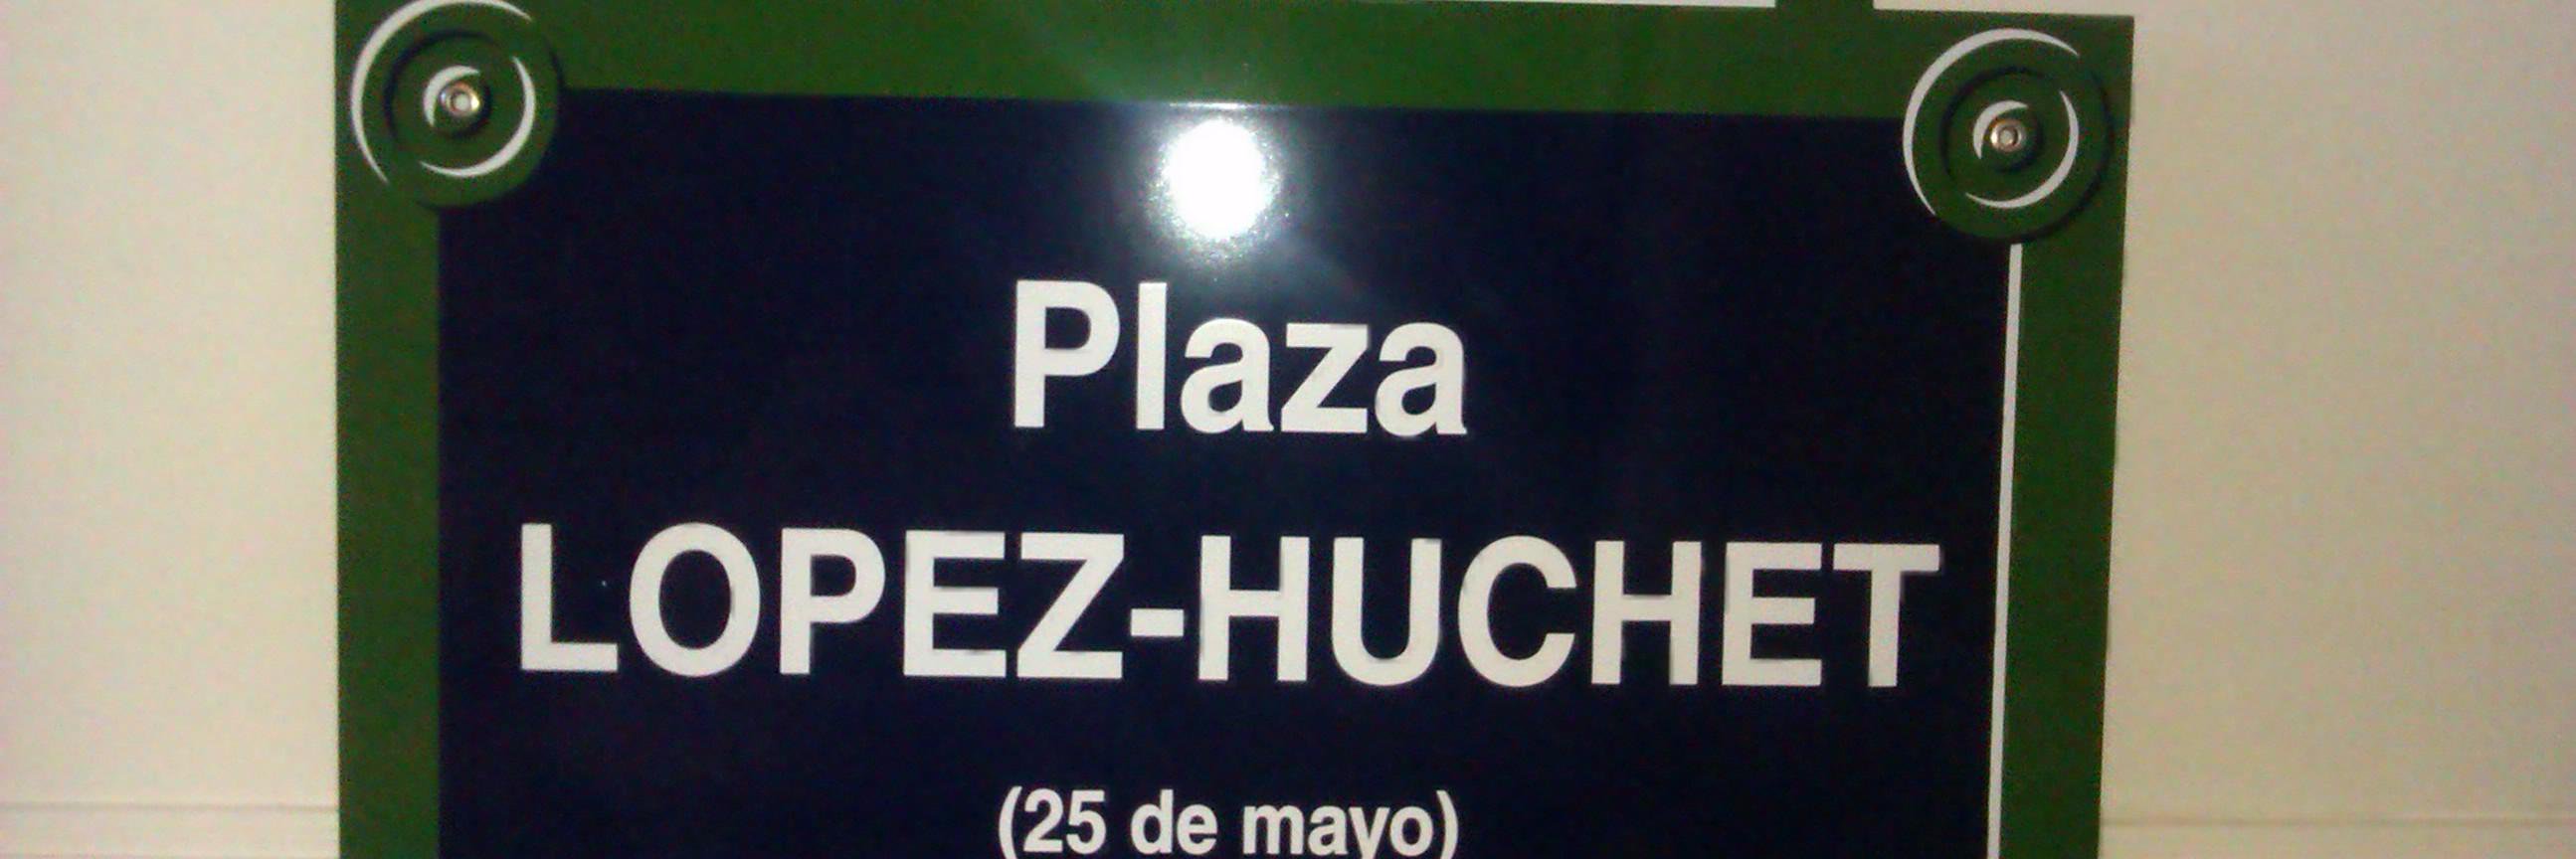 Plaza
LOPEZ-HUCHET
(25 de mayo)